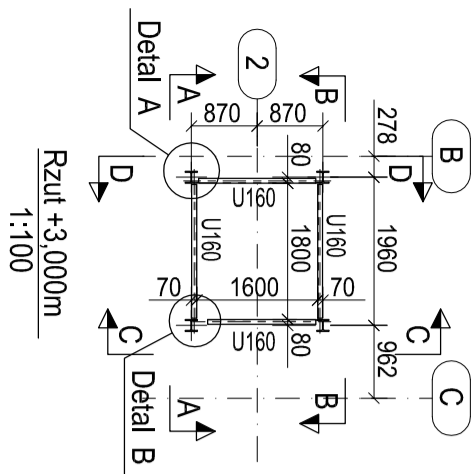 Rzut +3,000m
1:100
B
C
2
278
1960
962
870
870
80
1800
80
70
1600
70
U160
U160
U160
U160
A
A
B
B
C
C
D
D
Detal A
Detal B